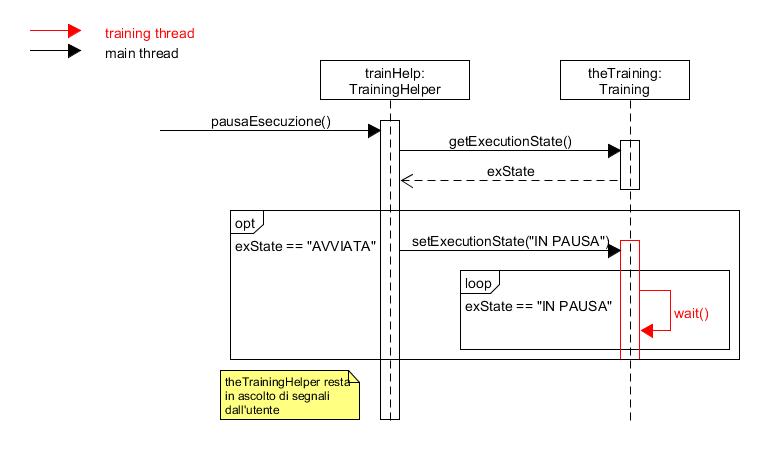 training thread
main thread
trainHelp:
TrainingHelper
theTraining:
Training
pausaEsecuzione()
getExecutionState()
exState
opt
exState == "AVVIATA"
setExecutionState("IN PAUSA")
loop
exState == "IN PAUSA"
wait()
theTrainingHelper resta
in ascolto di segnali
dall'utente